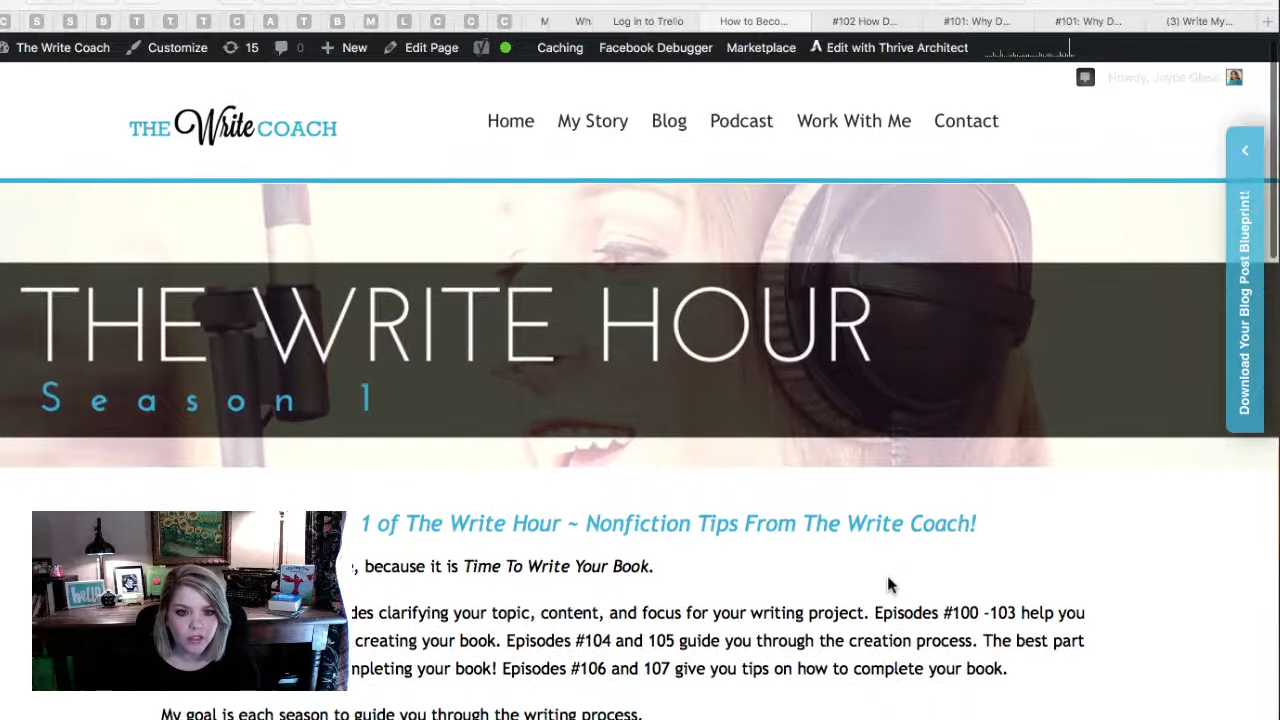 S B T T T G A T B M L C C C M Wh Log in to Trello How to Beco... #102 How D... #101: Why D... #101: Why D... (3) Write My... +
The Write Coach Customize 15 0 + New Edit Page Caching Facebook Debugger Marketplace Edit with Thrive Architect
Howdy, Joyce Glass
THE Write COACH
Home My Story Blog Podcast Work With Me Contact
Download Your Blog Post Blueprint!
THE WRITE HOUR
Season 1
1 of The Write Hour ~ Nonfiction Tips From The Write Coach!
, because it is Time To Write Your Book.
des clarifying your topic, content, and focus for your writing project. Episodes #100 -103 help you
creating your book. Episodes #104 and 105 guide you through the creation process. The best part
mpleting your book! Episodes #106 and 107 give you tips on how to complete your book.
hello
My goal is each season to guide you through the writing process.